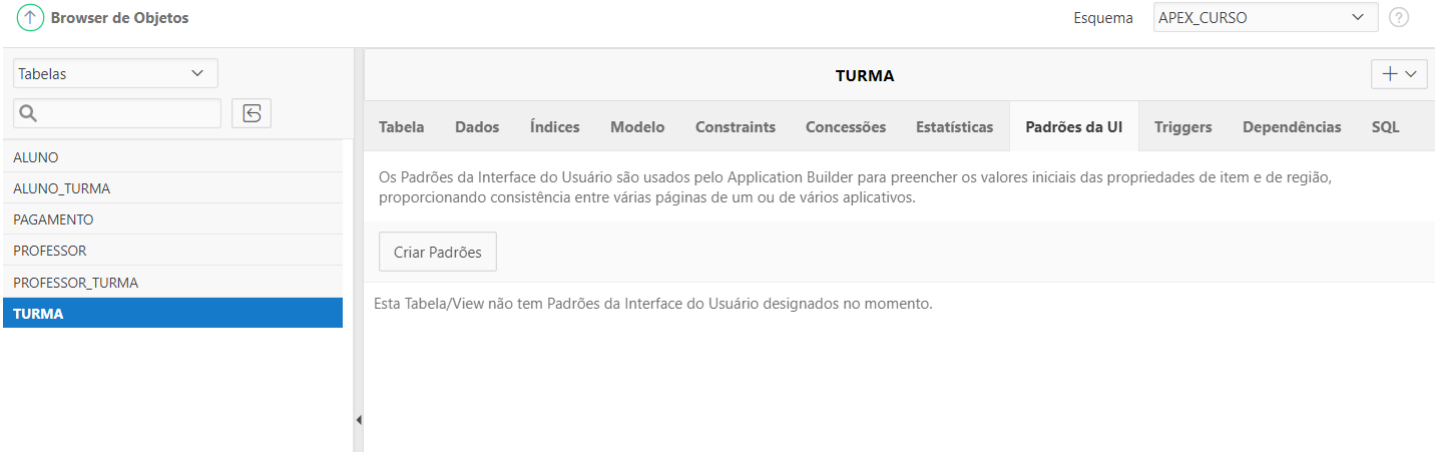 Browser de Objetos
Esquema APEX_CURSO
Tabelas
TURMA
Tabela Dados Índices Modelo Constraints Concessões Estatísticas Padrões da UI Triggers Dependências SQL
Os Padrões da Interface do Usuário são usados pelo Application Builder para preencher os valores iniciais das propriedades de item e de região,
proporcionando consistência entre várias páginas de um ou de vários aplicativos.
Criar Padrões
Esta Tabela/View não tem Padrões da Interface do Usuário designados no momento.
ALUNO
ALUNO_TURMA
PAGAMENTO
PROFESSOR
PROFESSOR_TURMA
TURMA